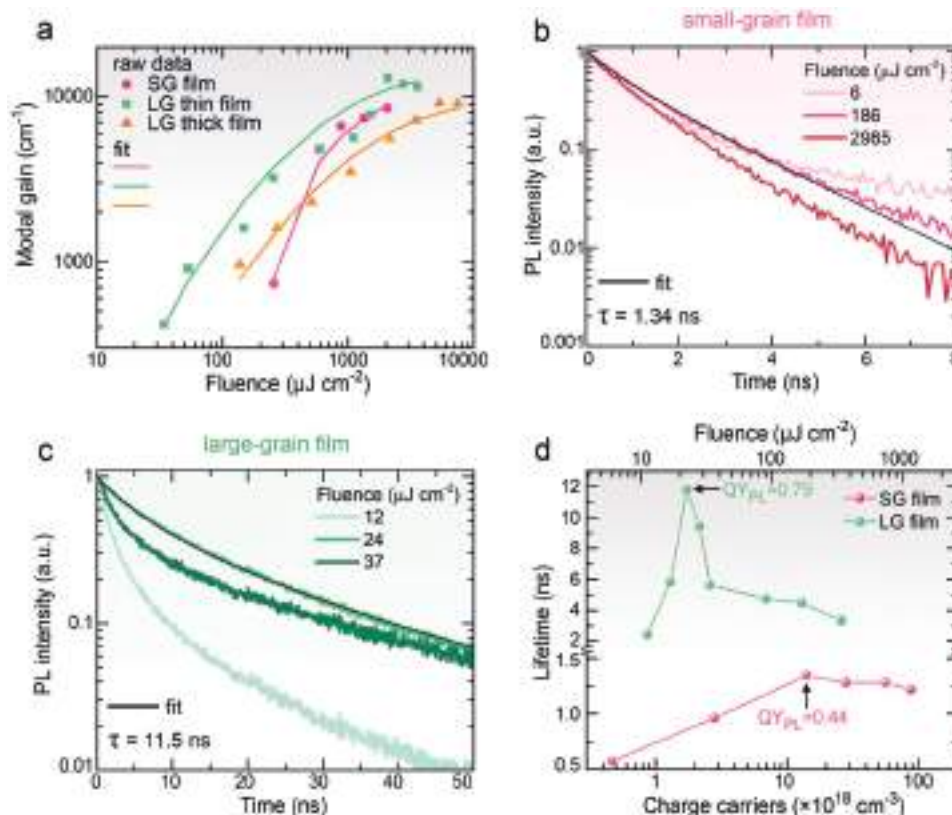 a
raw data
SG film
LG thin film
LG thick film
fit
Modal gain (cm⁻¹)
10000
1000
10
100
1000
10000
Fluence (µJ cm⁻²)
small-grain film
b
Fluence (µJ cm⁻²)
6
186
2985
PL intensity (a.u.)
1
0.1
0.01
0.001
fit
τ = 1.34 ns
0
2
4
6
8
Time (ns)
large-grain film
c
Fluence
(µJ cm⁻²)
12
24
37
PL intensity (a.u.)
1
0.1
0.01
fit
τ = 11.5 ns
0
10
20
30
40
50
Time (ns)
d
Fluence (µJ cm⁻²)
10
100
1000
QY_PL=0.79
SG film
LG film
Lifetime (ns)
12
10
8
6
4
2
1.5
1.0
0.5
QY_PL=0.44
1
10
100
Charge carriers (×10¹⁸ cm⁻³)